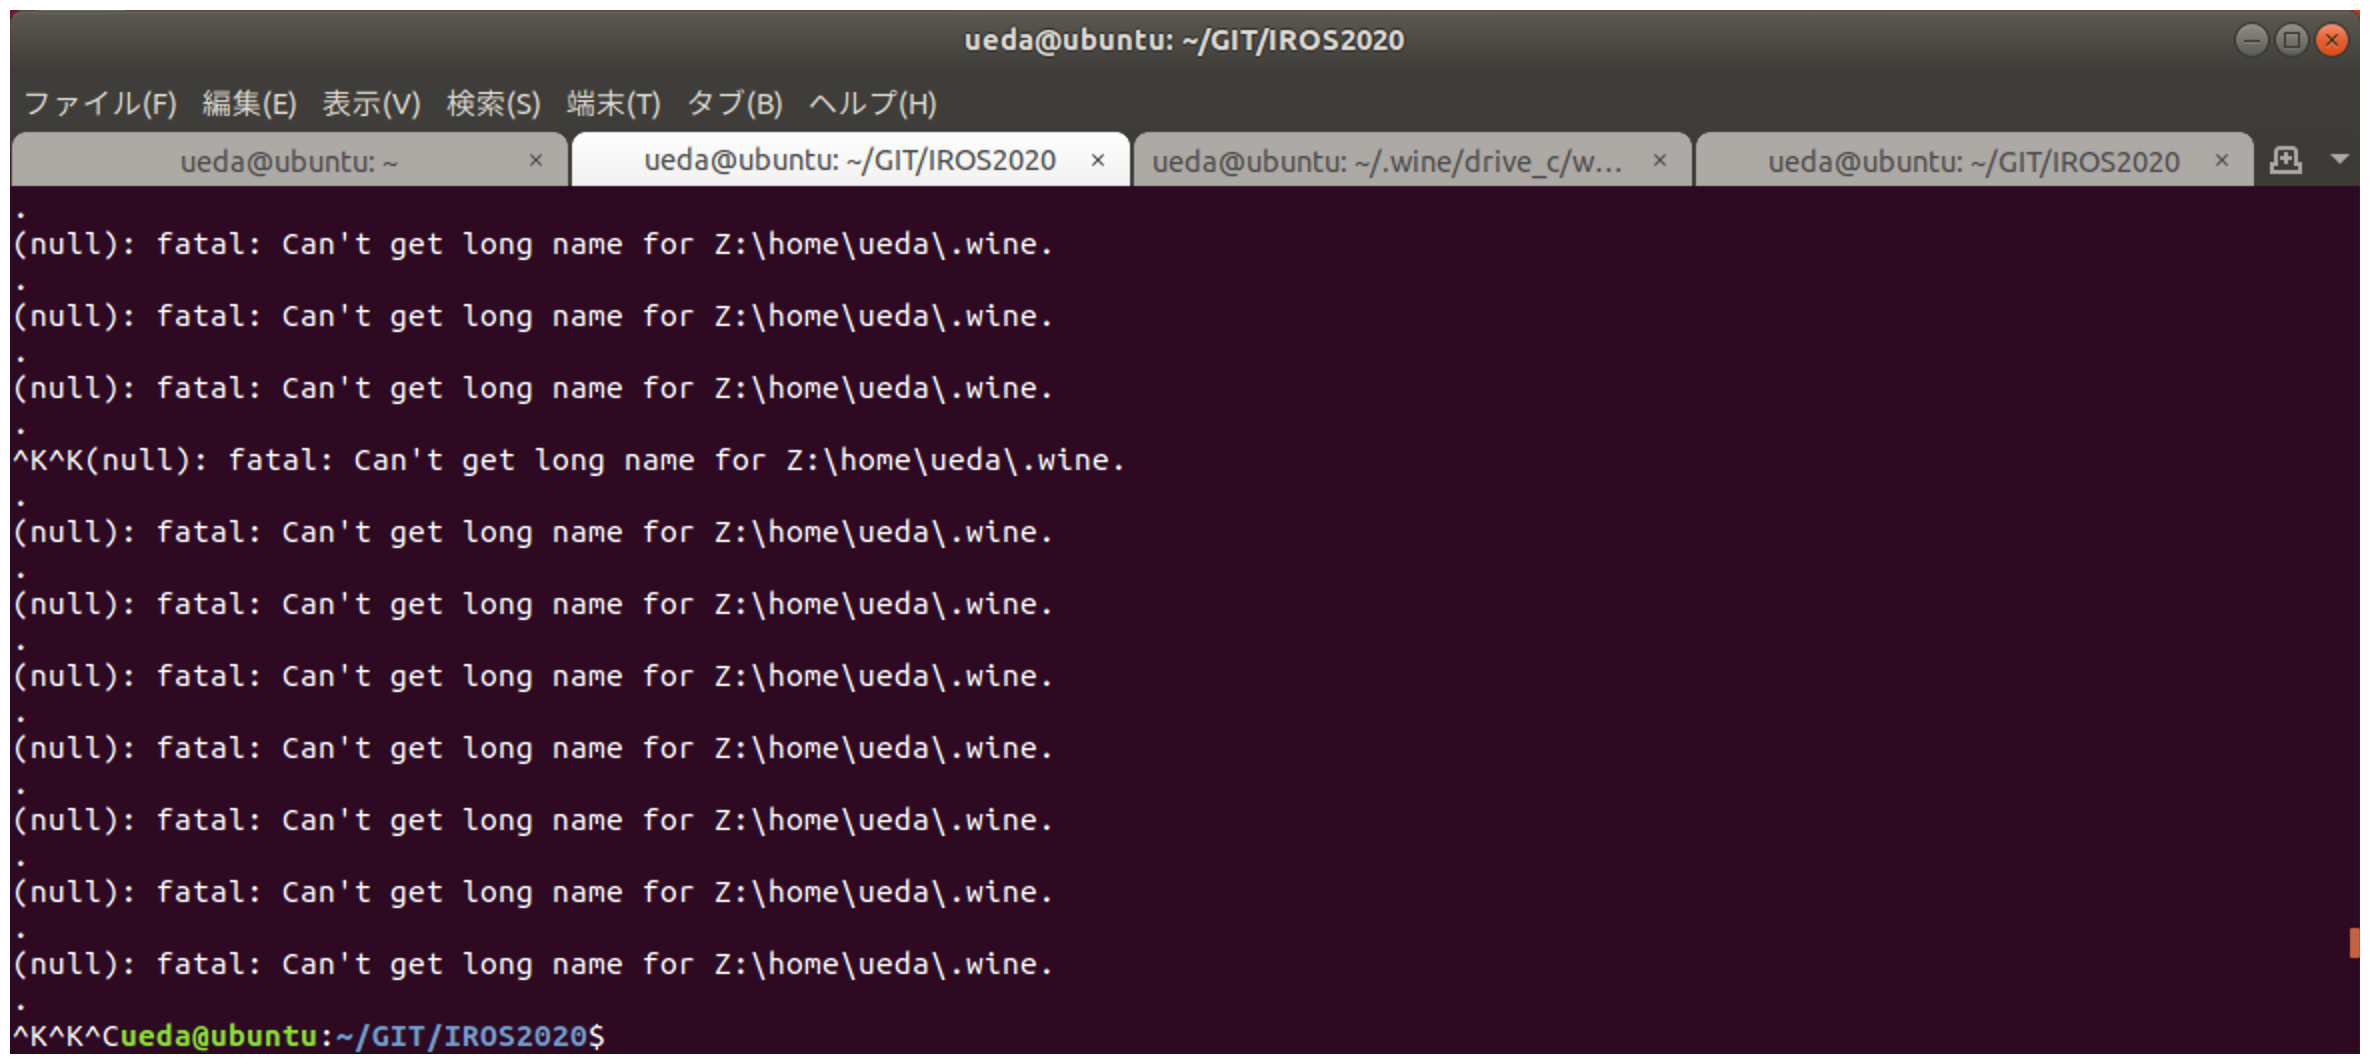 ueda@ubuntu: ~/GIT/IROS2020
ファイル(F) 編集(E) 表示(V) 検索(S) 端末(T) タブ(B) ヘルプ(H)
ueda@ubuntu: ~ × ueda@ubuntu: ~/GIT/IROS2020 × ueda@ubuntu: ~/.wine/drive_c/w... × ueda@ubuntu: ~/GIT/IROS2020 ×
.
(null): fatal: Can't get long name for Z:\home\ueda\.wine.
.
(null): fatal: Can't get long name for Z:\home\ueda\.wine.
.
(null): fatal: Can't get long name for Z:\home\ueda\.wine.
.
^K^K(null): fatal: Can't get long name for Z:\home\ueda\.wine.
.
(null): fatal: Can't get long name for Z:\home\ueda\.wine.
.
(null): fatal: Can't get long name for Z:\home\ueda\.wine.
.
(null): fatal: Can't get long name for Z:\home\ueda\.wine.
.
(null): fatal: Can't get long name for Z:\home\ueda\.wine.
.
(null): fatal: Can't get long name for Z:\home\ueda\.wine.
.
(null): fatal: Can't get long name for Z:\home\ueda\.wine.
.
(null): fatal: Can't get long name for Z:\home\ueda\.wine.
.
^K^K^Cueda@ubuntu:~/GIT/IROS2020$